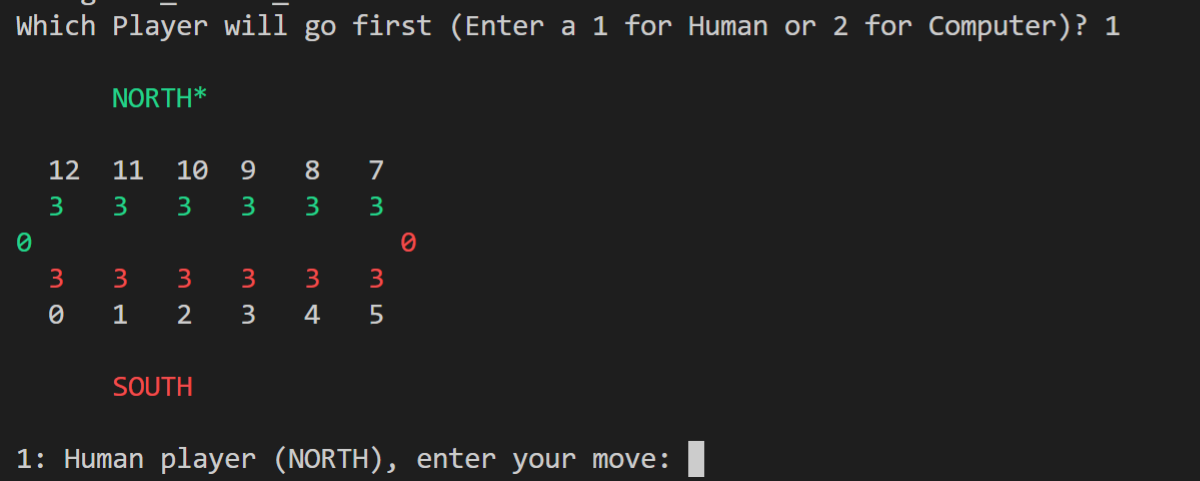 Which Player will go first (Enter a 1 for Human or 2 for Computer)? 1
NORTH*
12 11 10 9 8 7
3 3 3 3 3 3
0 0
3 3 3 3 3 3
0 1 2 3 4 5
SOUTH
1: Human player (NORTH), enter your move: